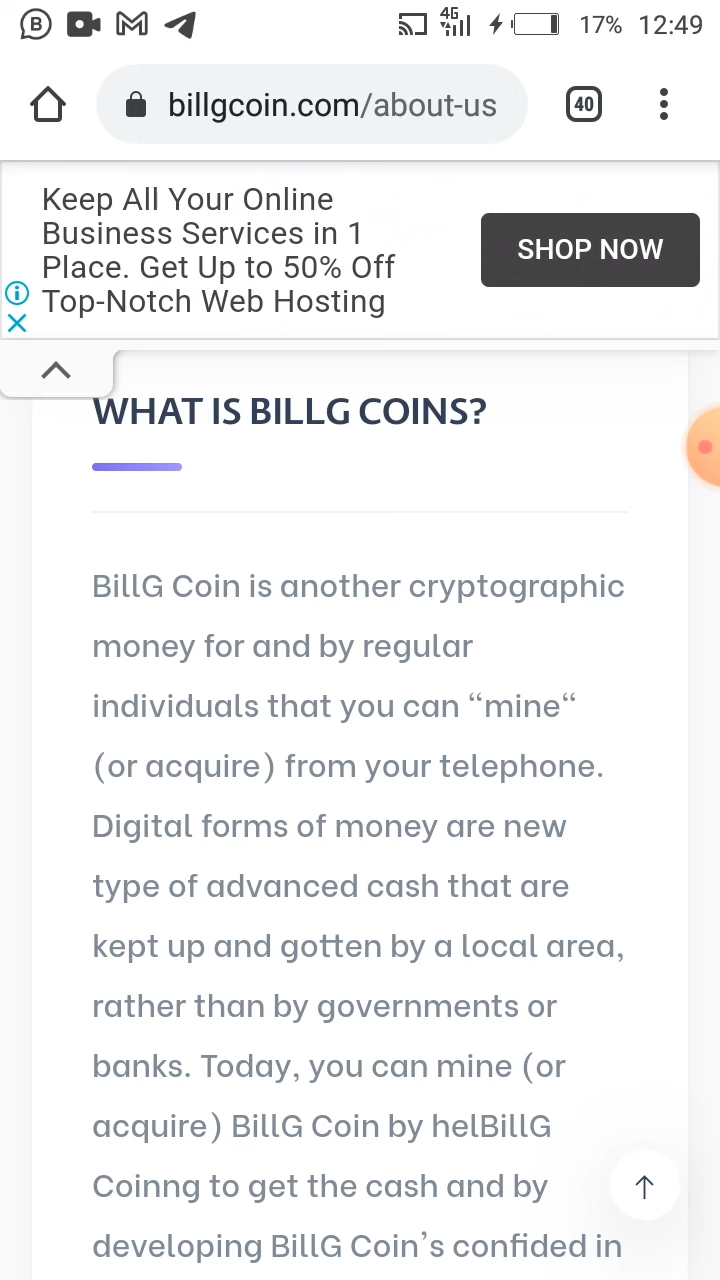 B
4G
17% 12:49
billgcoin.com/about-us
40
Keep All Your Online
Business Services in 1
Place. Get Up to 50% Off
Top-Notch Web Hosting
SHOP NOW
WHAT IS BILLG COINS?
BillG Coin is another cryptographic
money for and by regular
individuals that you can “mine“
(or acquire) from your telephone.
Digital forms of money are new
type of advanced cash that are
kept up and gotten by a local area,
rather than by governments or
banks. Today, you can mine (or
acquire) BillG Coin by helBillG
Coinng to get the cash and by
developing BillG Coin’s confided in